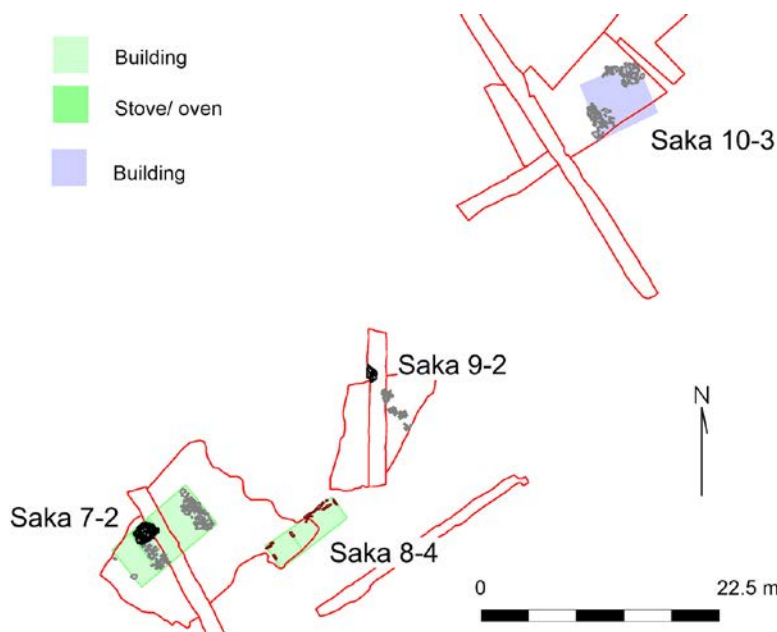 Building
Stove/ oven
Building
Saka 10-3
Saka 9-2
N
Saka 7-2
Saka 8-4
0 22.5 m